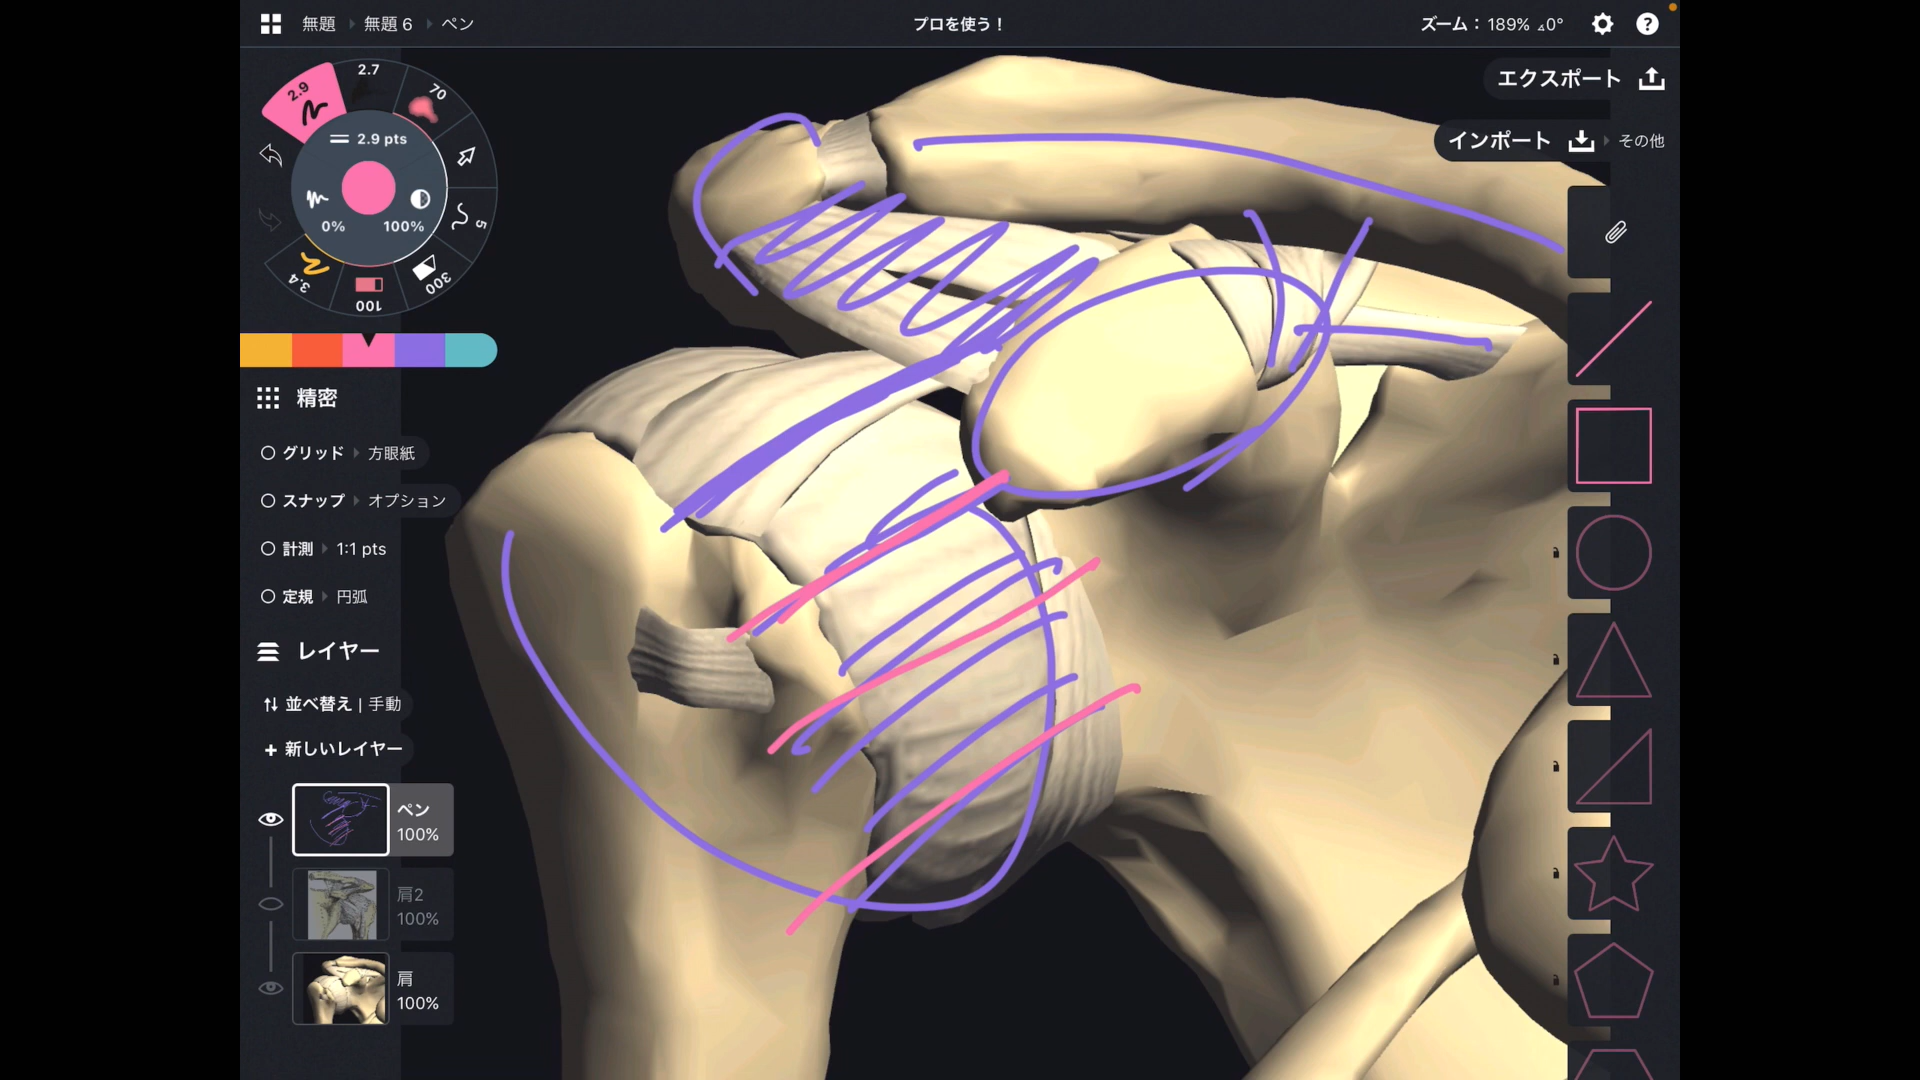 無題 無題 6 ペン
プロを使う！
ズーム：189% ⊿0°
エクスポート
インポート その他
2.9
2.7
70
5
300
100
3.4
2.9 pts
0% 100%
精密
グリッド 方眼紙
スナップ オプション
計測 1:1 pts
定規 円弧
レイヤー
並べ替え | 手動
+ 新しいレイヤー
ペン
100%
肩2
100%
肩
100%